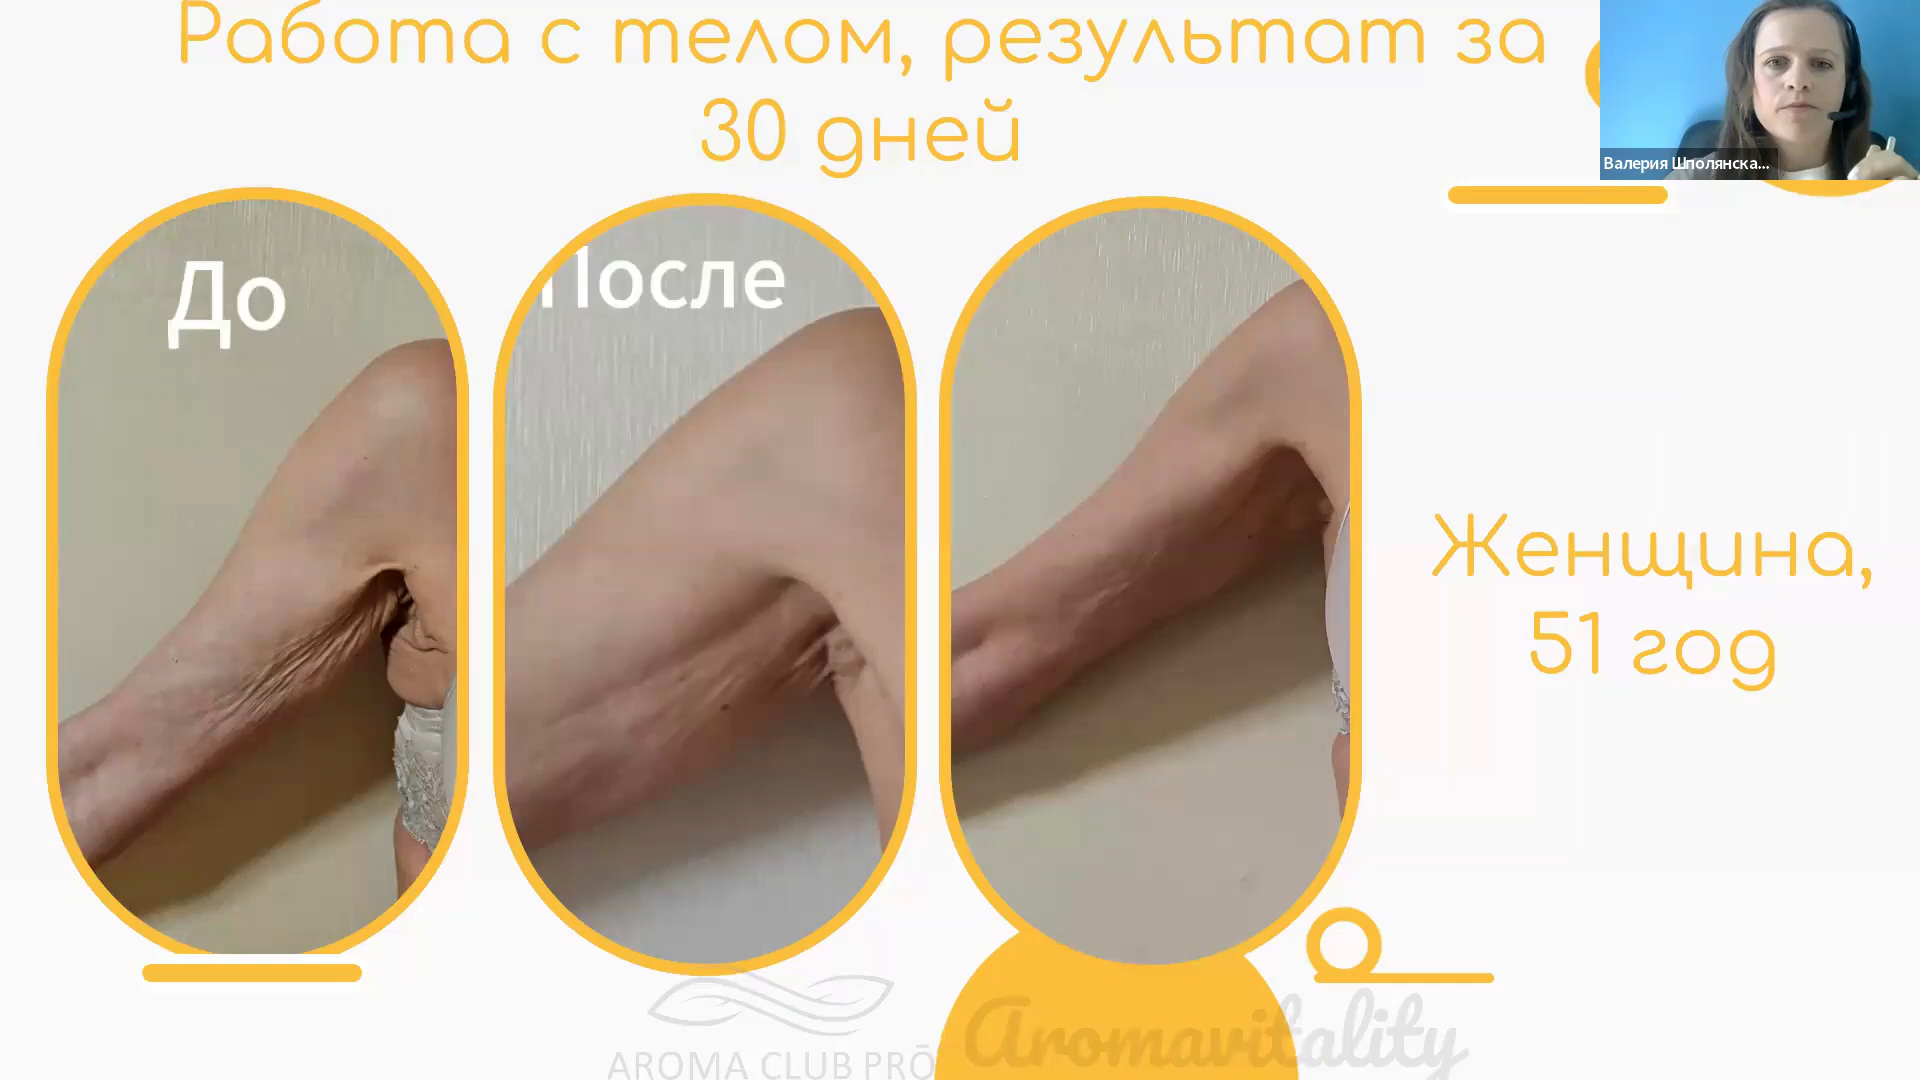 Работа с телом, результат за
30 дней
Валерия Шполянска...
До
После
Женщина,
51 год
AROMA CLUB PRO
Aromavitality